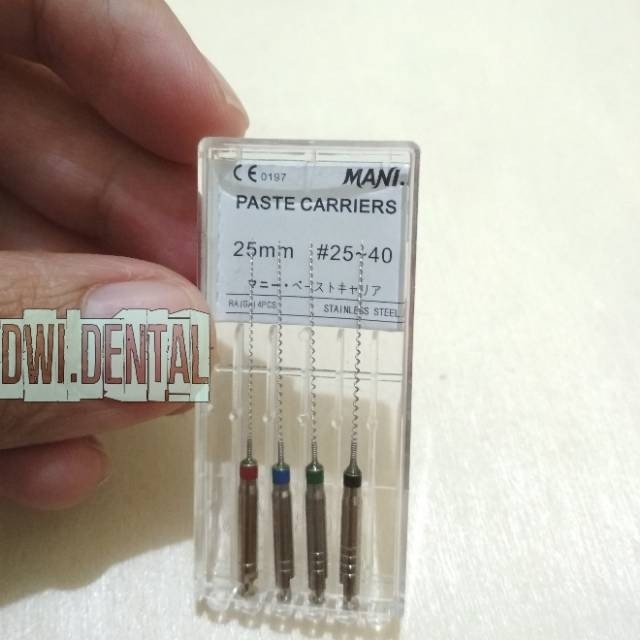 CE 0197 MANI.
PASTE CARRIERS
25mm #25~40
マニー・ペーストキャリア
RA(G) 4PCS STAINLESS STEEL
DWI.DENTAL